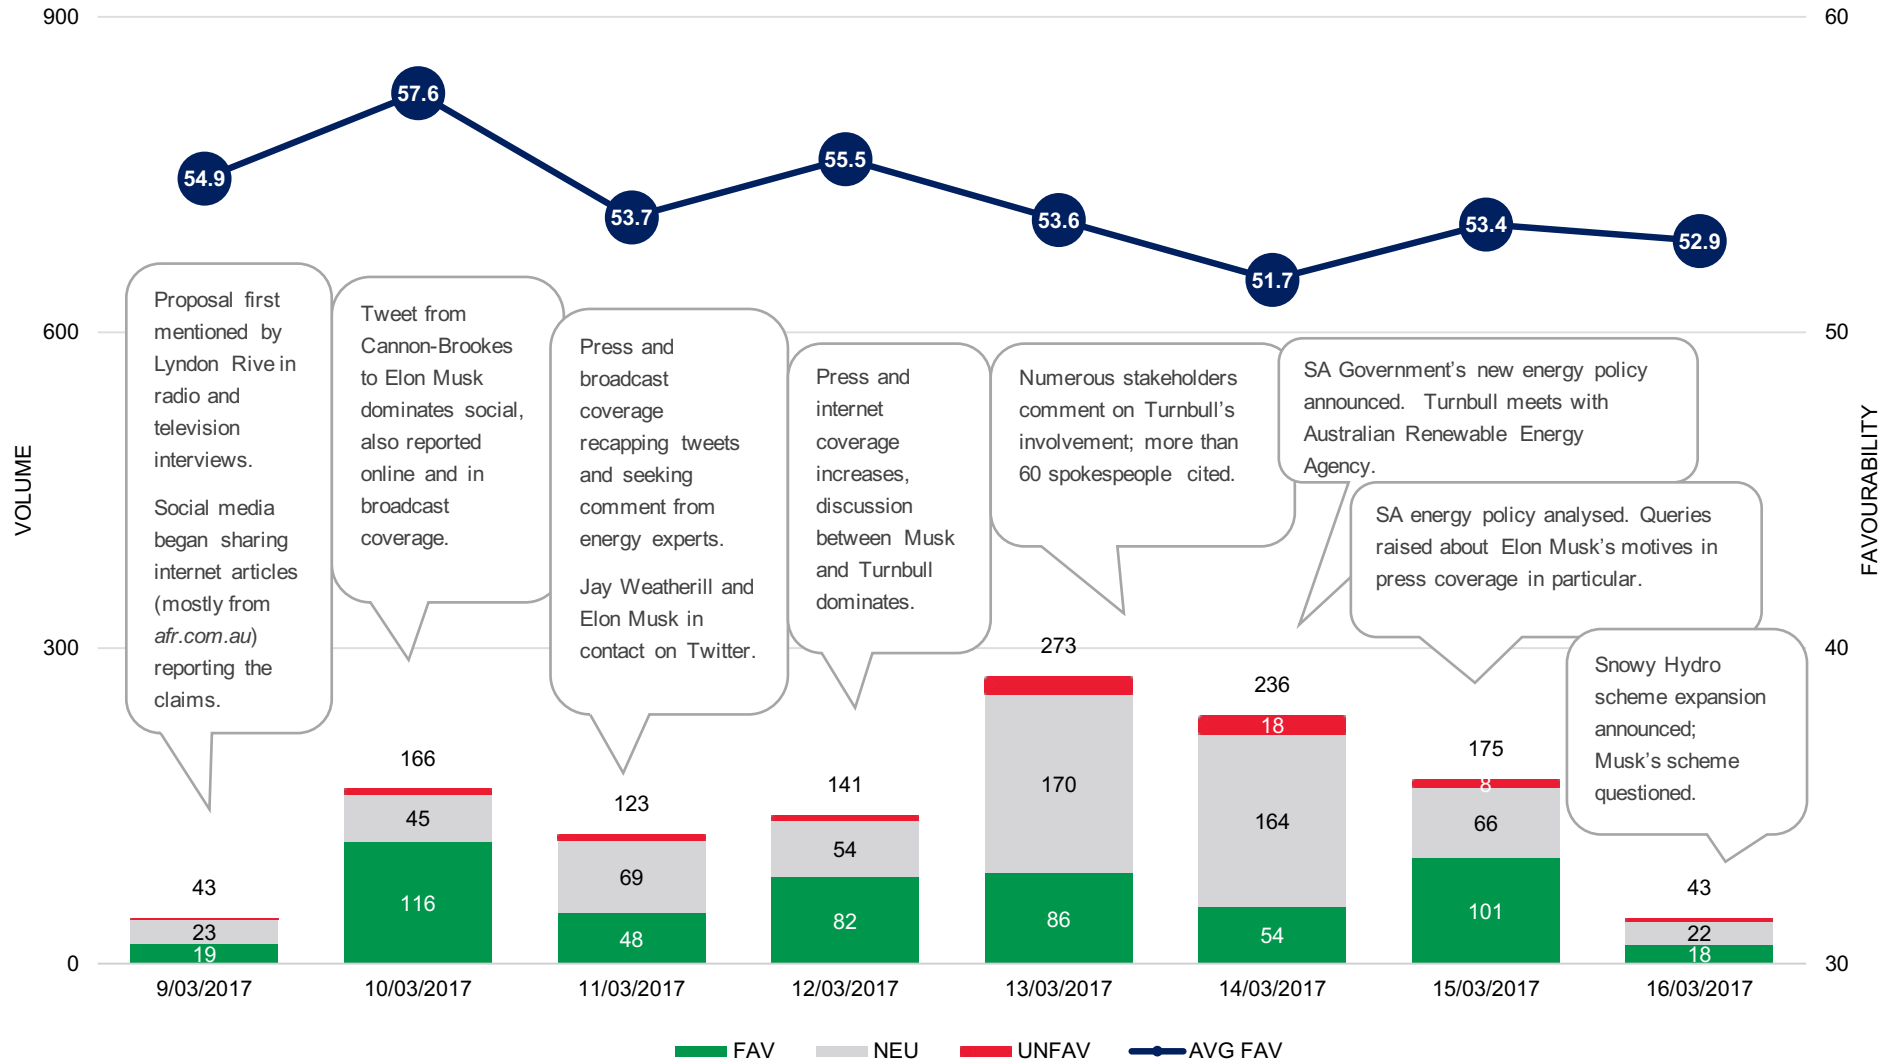 900
60
57.6
55.5
54.9
53.7
53.6
53.4
52.9
51.7
600
50
300
40
0
30
VOLUME
FAVOURABILITY
Proposal first
mentioned by
Lyndon Rive in
radio and
television
interviews.
Social media
began sharing
internet articles
(mostly from
afr.com.au)
reporting the
claims.
Tweet from
Cannon-Brookes
to Elon Musk
dominates social,
also reported
online and in
broadcast
coverage.
Press and
broadcast
coverage
recapping tweets
and seeking
comment from
energy experts.
Jay Weatherill and
Elon Musk in
contact on Twitter.
Press and
internet
coverage
increases,
discussion
between Musk
and Turnbull
dominates.
Numerous stakeholders
comment on Turnbull's
involvement; more than
60 spokespeople cited.
SA Government's new energy policy
announced. Turnbull meets with
Australian Renewable Energy
Agency.
SA energy policy analysed. Queries
raised about Elon Musk's motives in
press coverage in particular.
Snowy Hydro
scheme expansion
announced;
Musk's scheme
questioned.
43
23
19
166
45
116
123
69
48
141
54
82
273
170
86
236
18
164
54
175
8
66
101
43
22
18
9/03/2017
10/03/2017
11/03/2017
12/03/2017
13/03/2017
14/03/2017
15/03/2017
16/03/2017
FAV
NEU
UNFAV
AVG FAV